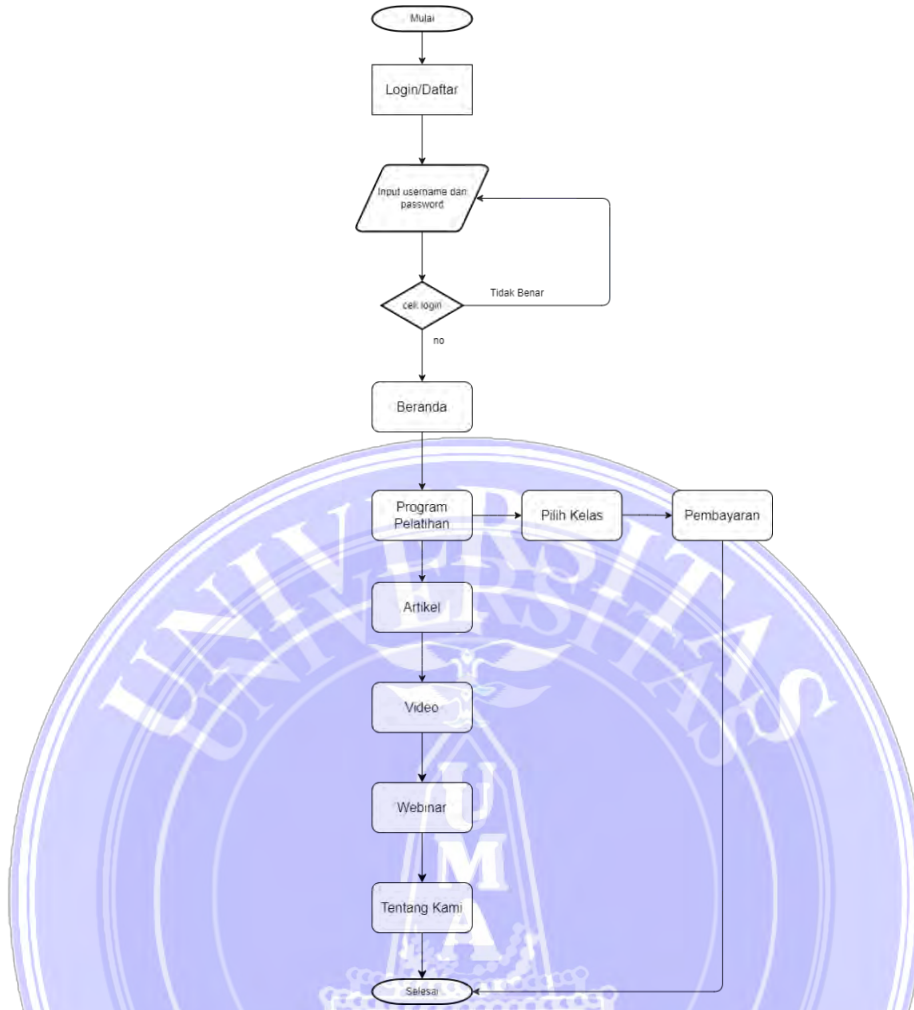 Mulai
Login/Daftar
Input username dan
password
cek login
Tidak Benar
no
Beranda
Program
Pelatihan
Pilih Kelas
Pembayaran
Artikel
Video
Webinar
Tentang Kami
Selesai
UNIVERSITAS
UNIVERSITAS
U
M
A